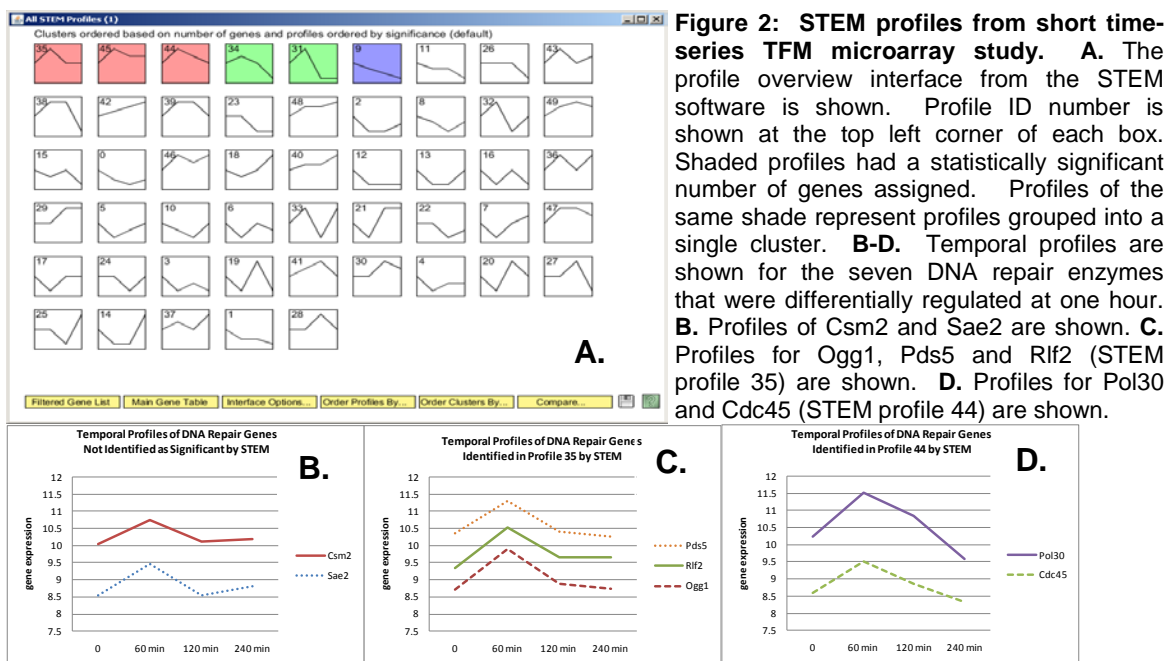 All STEM Profiles (1)
Clusters ordered based on number of genes and profiles ordered by significance (default)
35 45 44 34 31 9 11 26 43
38 42 39 23 48 2 8 32 49
15 0 46 18 40 12 13 16 36
29 5 10 6 33 21 22 7 47
17 24 3 19 41 30 4 20 27
25 14 37 1 28
A.
Filtered Gene List Main Gene Table Interface Options... Order Profiles By... Order Clusters By... Compare...
Figure 2: STEM profiles from short time-
series TFM microarray study. A. The
profile overview interface from the STEM
software is shown. Profile ID number is
shown at the top left corner of each box.
Shaded profiles had a statistically significant
number of genes assigned. Profiles of the
same shade represent profiles grouped into a
single cluster. B-D. Temporal profiles are
shown for the seven DNA repair enzymes
that were differentially regulated at one hour.
B. Profiles of Csm2 and Sae2 are shown. C.
Profiles for Ogg1, Pds5 and Rlf2 (STEM
profile 35) are shown. D. Profiles for Pol30
and Cdc45 (STEM profile 44) are shown.
Temporal Profiles of DNA Repair Genes
Not Identified as Significant by STEM
B.
gene expression
12
11.5
11
10.5
10
9.5
9
8.5
8
7.5
0 60 min 120 min 240 min
Csm2
Sae2
Temporal Profiles of DNA Repair Genes
Identified in Profile 35 by STEM
C.
gene expression
12
11.5
11
10.5
10
9.5
9
8.5
8
7.5
0 60 min 120 min 240 min
Pds5
Rlf2
Ogg1
Temporal Profiles of DNA Repair Genes
Identified in Profile 44 by STEM
D.
gene expression
12
11.5
11
10.5
10
9.5
9
8.5
8
7.5
0 60 min 120 min 240 min
Pol30
Cdc45